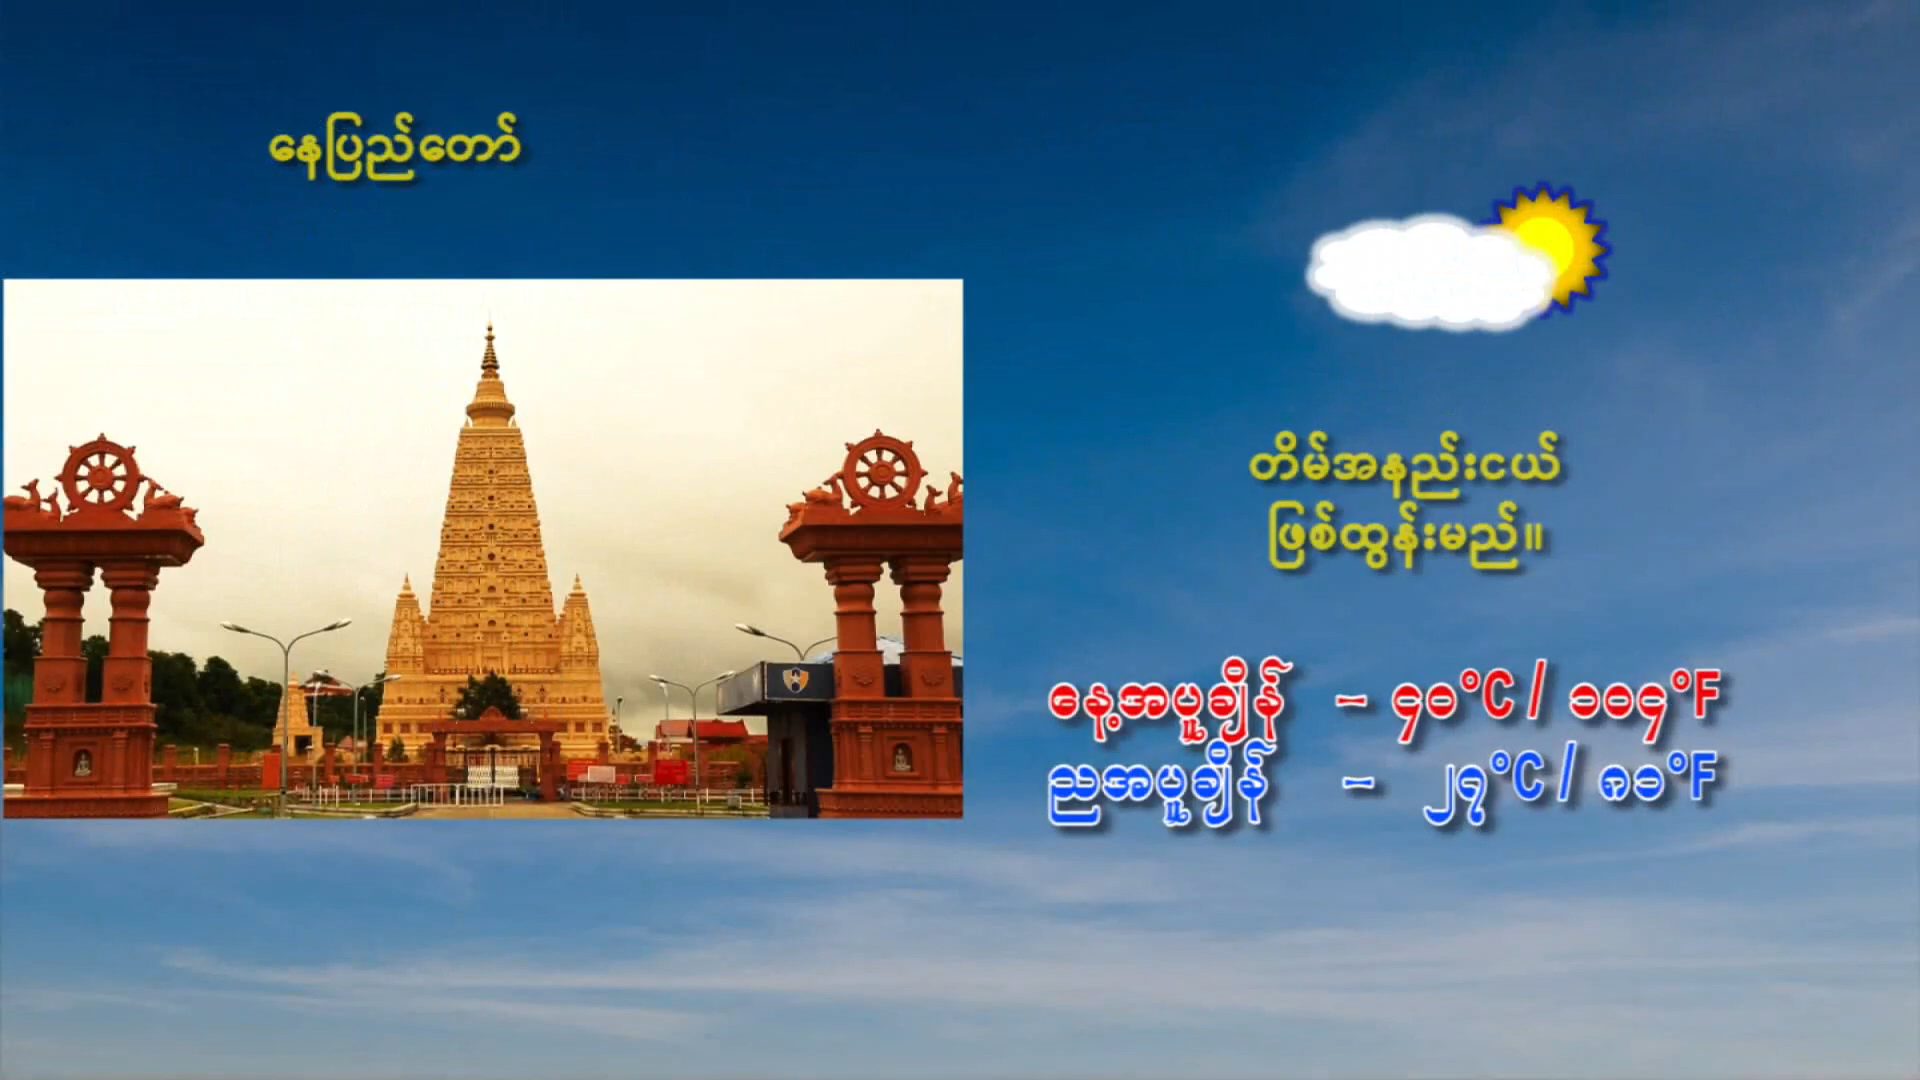 နေပြည်တော်
တိမ်အနည်းငယ်
ဖြစ်ထွန်းမည်။
နေ့အပူချိန် - ၄၀°C / ၁၀၄°F
ညအပူချိန် - ၂၇°C / ၈၁°F